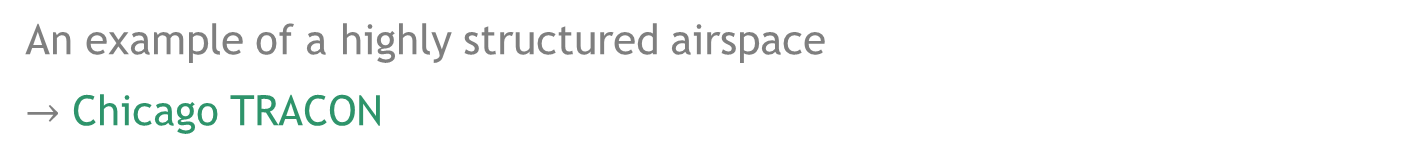 An example of a highly structured airspace
→ Chicago TRACON